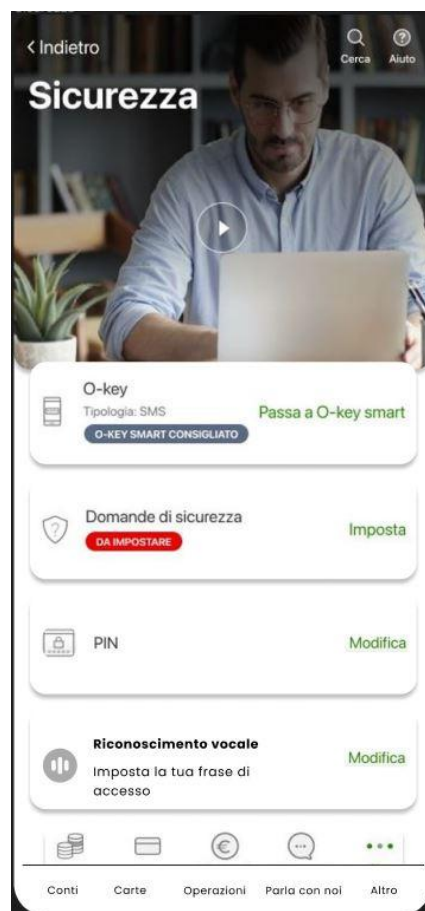 Indietro
Cerca
Aiuto
Sicurezza
O-key
Tipologia: SMS
Passa a O-key smart
O-KEY SMART CONSIGLIATO
Domande di sicurezza
Imposta
DA IMPOSTARE
PIN
Modifica
Riconoscimento vocale
Modifica
Imposta la tua frase di
accesso
Conti
Carte
Operazioni
Parla con noi
Altro